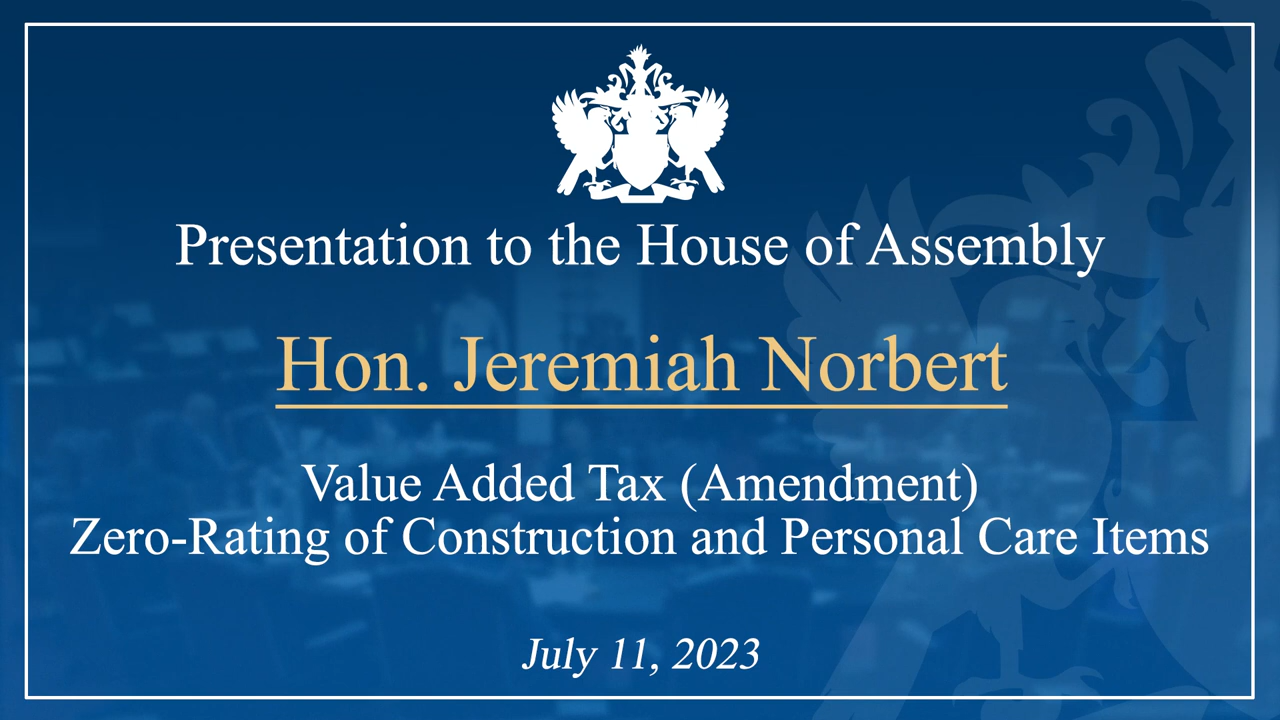 Presentation to the House of Assembly
Hon. Jeremiah Norbert
Value Added Tax (Amendment)
Zero-Rating of Construction and Personal Care Items
July 11, 2023